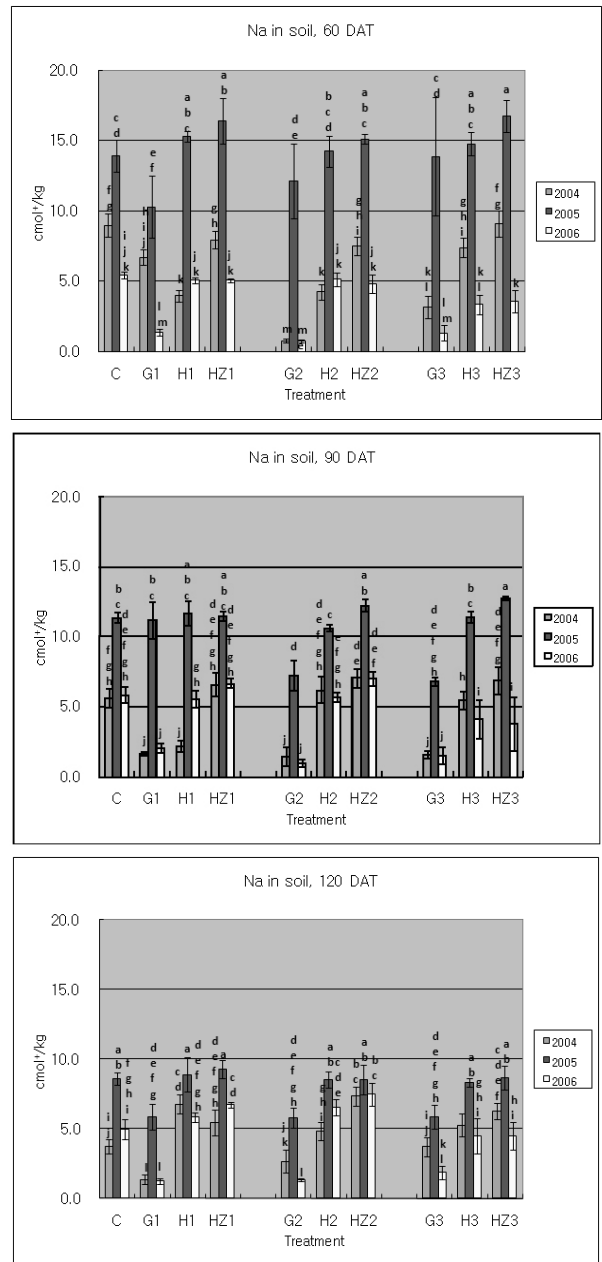 Na in soil, 60 DAT
20.0
15.0
10.0
5.0
0.0
cmol⁺/kg
c d
e f
a b c
a b
f g
h i j
g h
i j k
k
j k
j k
l m
d e
b c d
a b c
g h i
k
j k
j k
m
m
c d
a b c
a
k l
g h i
f g
l m
k l
k
C G1 H1 HZ1 G2 H2 HZ2 G3 H3 HZ3
Treatment
2004
2005
2006
Na in soil, 90 DAT
20.0
15.0
10.0
5.0
0.0
cmol⁺/kg
f g h
b c
d e f g h
j
b c
j
j
a b c
g h
d e f g h
a b c
d e f g h
j
d
j
d e f g h
c
e f g h
d e
a b
d e f
j
d e f g h
j
h
b c
i
d e f g
a
i
C G1 H1 HZ1 G2 H2 HZ2 G3 H3 HZ3
Treatment
2004
2005
2006
Na in soil, 120 DAT
20.0
15.0
10.0
5.0
0.0
cmol⁺/kg
i j
a b
f g h i
l
d e f g
l
c d
a b
d e f g h
d e f g h
a
c d
j k
d e f g h
l
g h i
a b
c d e
b c
a b
b c
i j
d e f g h
k l
a b
g h i
c d e f
a b
h i
C G1 H1 HZ1 G2 H2 HZ2 G3 H3 HZ3
Treatment
2004
2005
2006